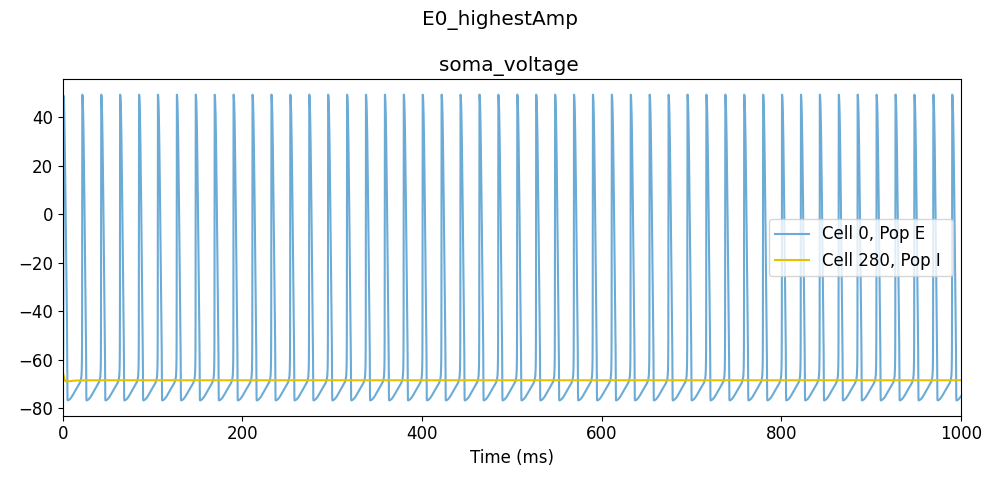 E0_highestAmp
soma_voltage
40
20
0
−20
−40
−60
−80
Cell 0, Pop E
Cell 280, Pop I
0 200 400 600 800 1000
Time (ms)